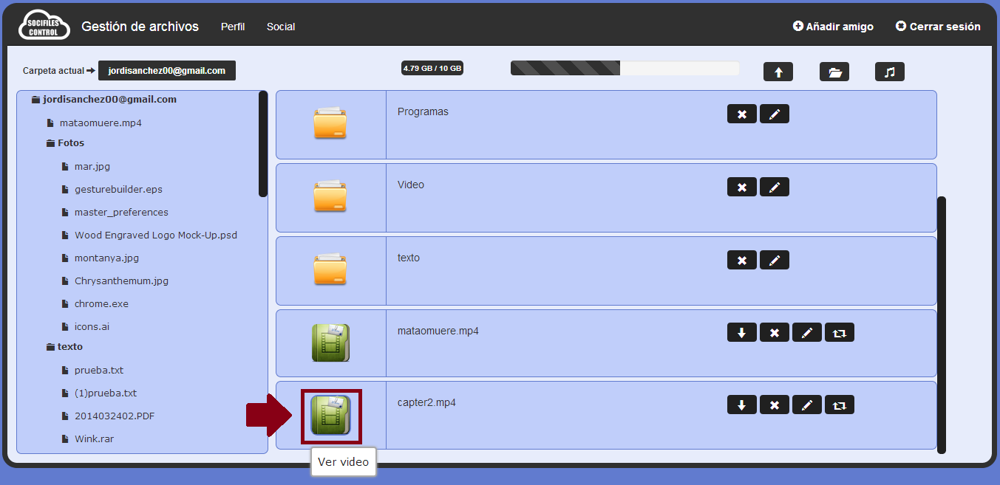 SOCIFILES
CONTROL
Gestión de archivos
Perfil
Social
Añadir amigo
Cerrar sesión
Carpeta actual
jordisanchez00@gmail.com
4.79 GB / 10 GB
jordisanchez00@gmail.com
mataomuere.mp4
Fotos
mar.jpg
gesturebuilder.eps
master_preferences
Wood Engraved Logo Mock-Up.psd
montanya.jpg
Chrysanthemum.jpg
chrome.exe
icons.ai
texto
prueba.txt
(1)prueba.txt
2014032402.PDF
Wink.rar
Programas
Video
texto
mataomuere.mp4
capter2.mp4
Ver video